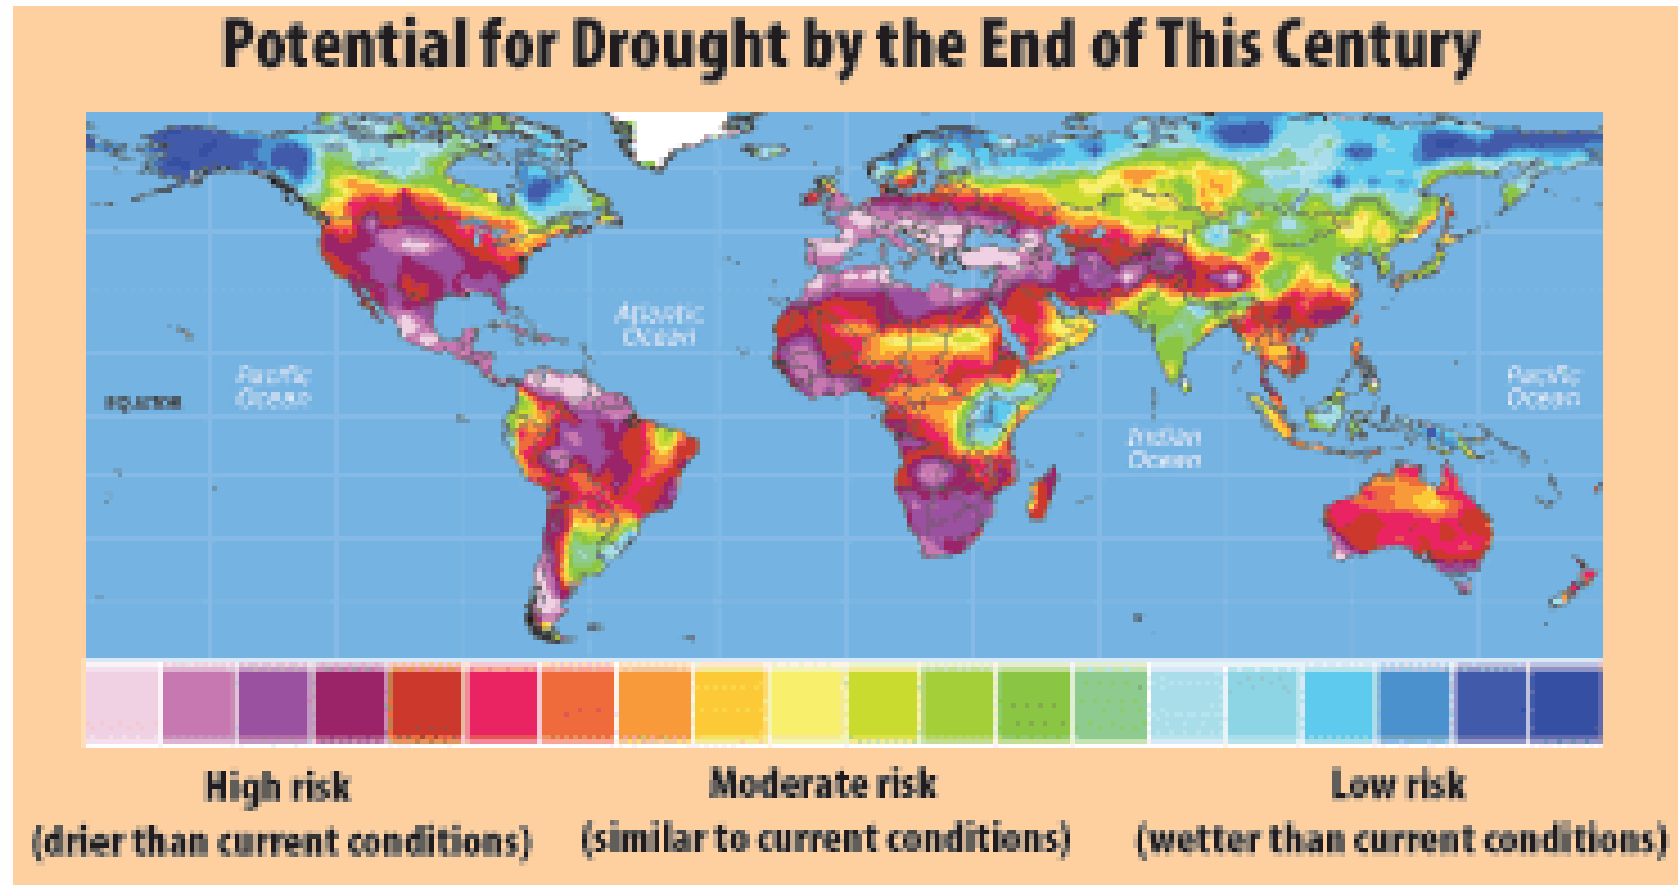 Potential for Drought by the End of This Century
Atlantic
Ocean
Pacific
Ocean
EQUATOR
Pacific
Ocean
Indian
Ocean
High risk
(drier than current conditions)
Moderate risk
(similar to current conditions)
Low risk
(wetter than current conditions)